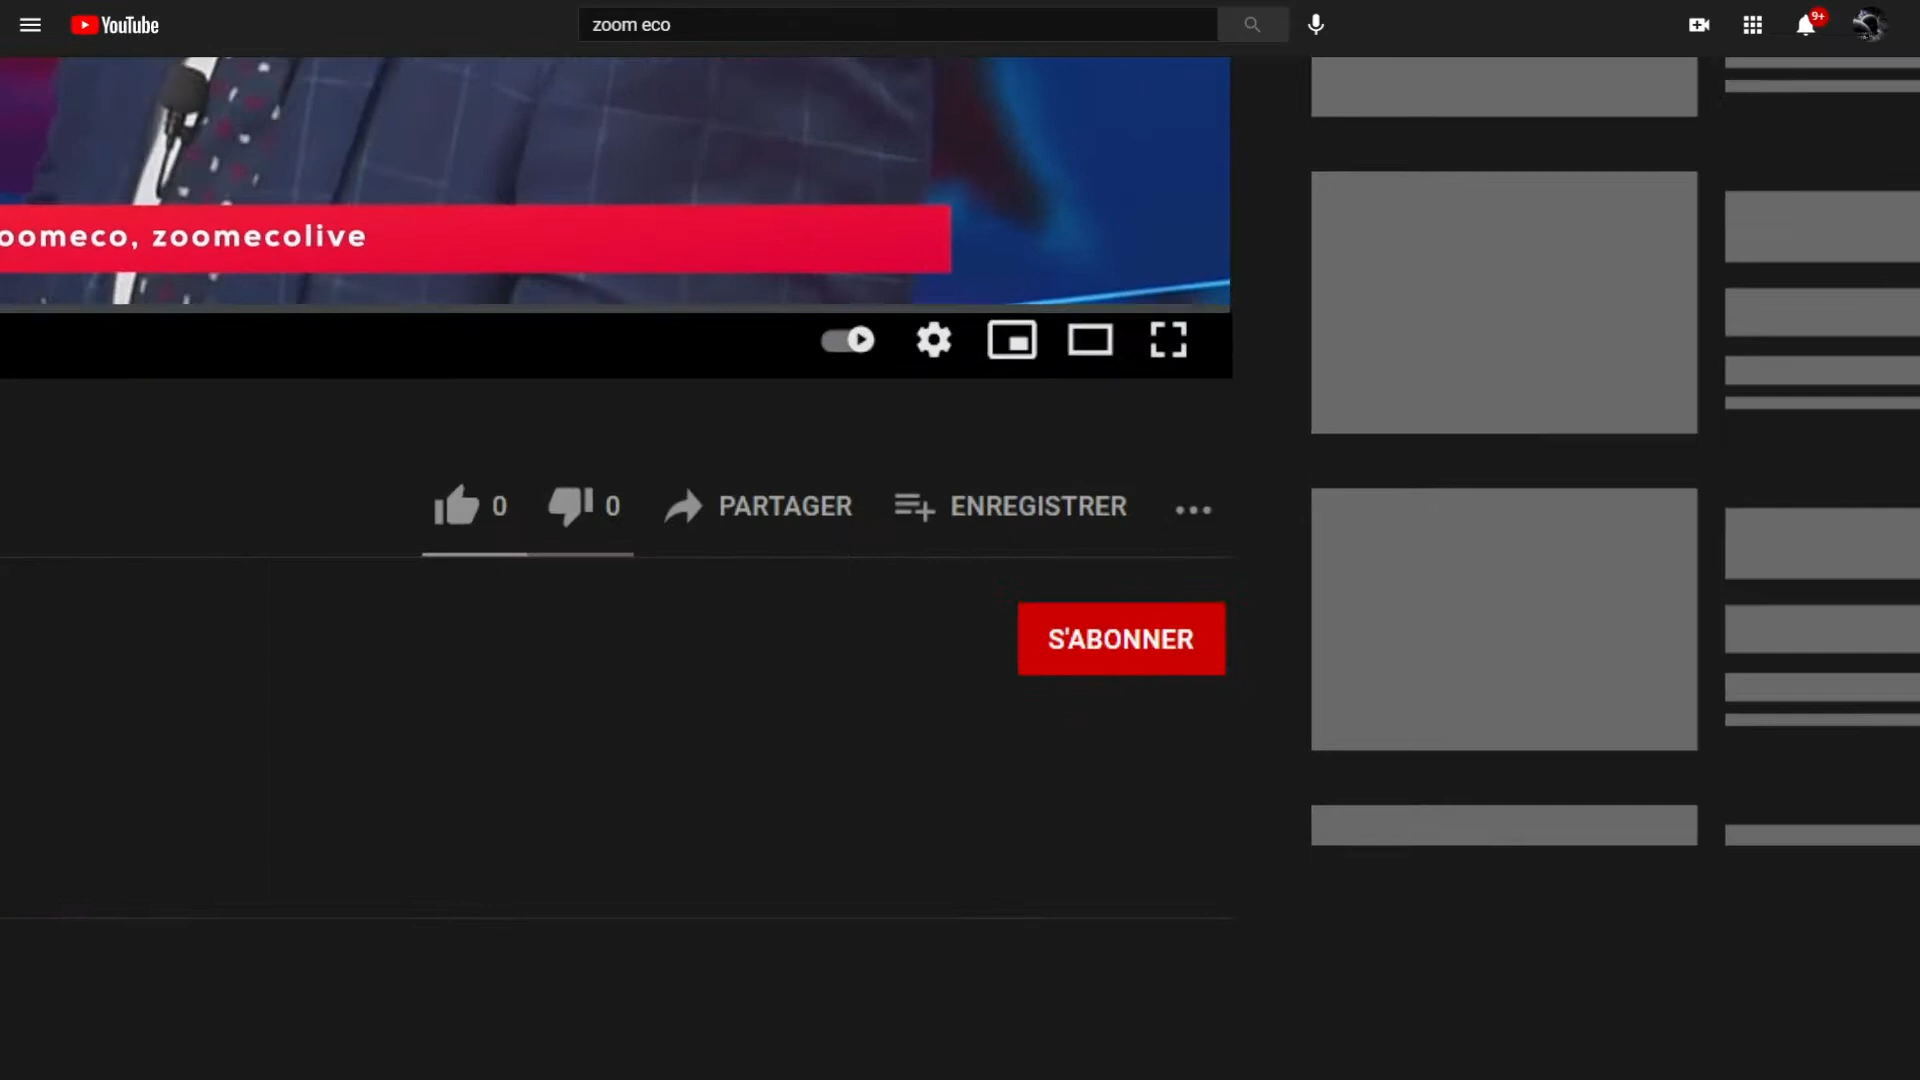 YouTube
zoom eco
9+
oomeco, zoomecolive
0
0
PARTAGER
ENREGISTRER
S'ABONNER